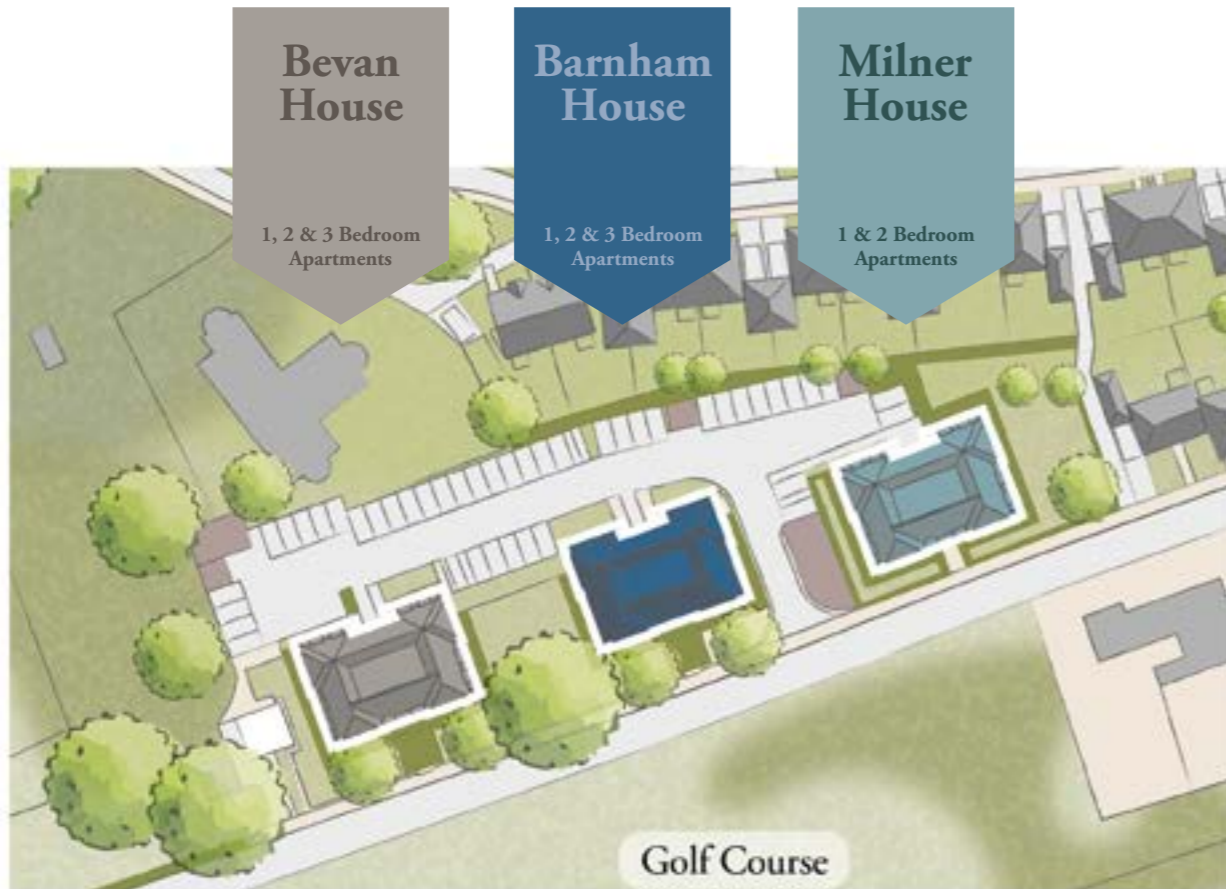 Bevan
House
1, 2 & 3 Bedroom
Apartments
Barnham
House
1, 2 & 3 Bedroom
Apartments
Milner
House
1 & 2 Bedroom
Apartments
Golf Course